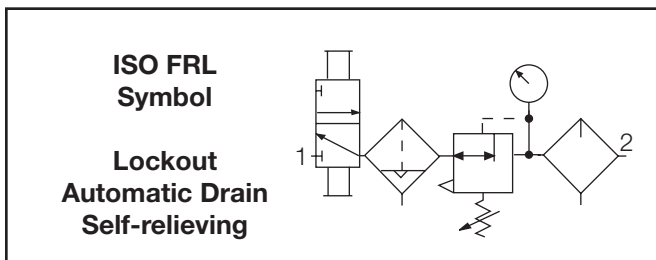 ISO FRL
Symbol
Lockout
Automatic Drain
Self-relieving
1
2